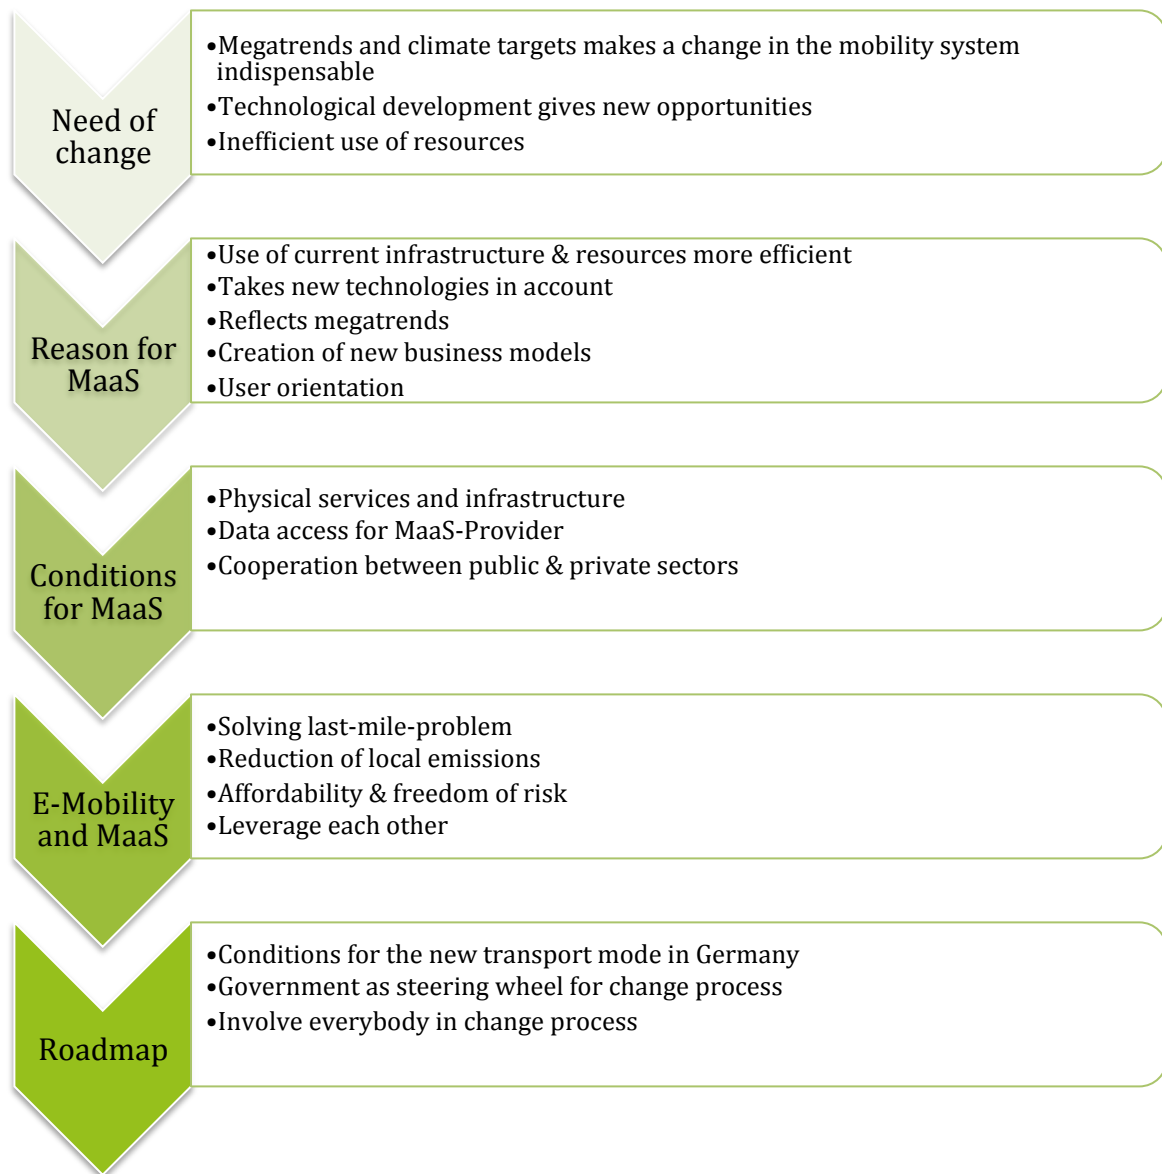 Need of
change
•Megatrends and climate targets makes a change in the mobility system
indispensable
•Technological development gives new opportunities
•Inefficient use of resources
Reason for
MaaS
•Use of current infrastructure & resources more efficient
•Takes new technologies in account
•Reflects megatrends
•Creation of new business models
•User orientation
Conditions
for MaaS
•Physical services and infrastructure
•Data access for MaaS-Provider
•Cooperation between public & private sectors
E-Mobility
and MaaS
•Solving last-mile-problem
•Reduction of local emissions
•Affordability & freedom of risk
•Leverage each other
Roadmap
•Conditions for the new transport mode in Germany
•Government as steering wheel for change process
•Involve everybody in change process